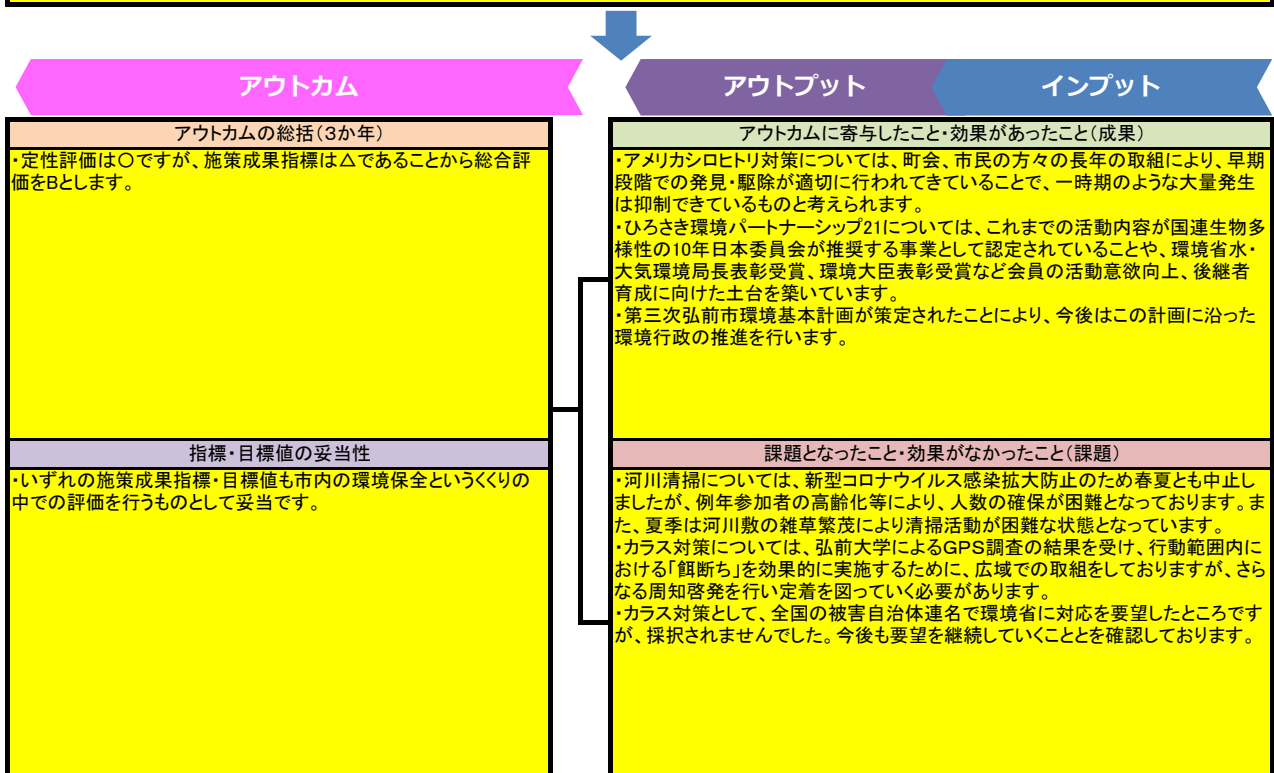 アウトカム
アウトプット
インプット
アウトカムの総括(3か年)
・定性評価は○ですが、施策成果指標は△であることから総合評
価をBとします。
指標・目標値の妥当性
・いずれの施策成果指標・目標値も市内の環境保全というくくりの
中での評価を行うものとして妥当です。
アウトカムに寄与したこと・効果があったこと(成果)
・アメリカシロヒトリ対策については、町会、市民の方々の長年の取組により、早期
段階での発見・駆除が適切に行われてきていることで、一時期のような大量発生
は抑制できているものと考えられます。
・ひろさき環境パートナーシップ21については、これまでの活動内容が国連生物多
様性の10年日本委員会が推奨する事業として認定されていることや、環境省水・
大気環境局長表彰受賞、環境大臣表彰受賞など会員の活動意欲向上、後継者
育成に向けた土台を築いています。
・第三次弘前市環境基本計画が策定されたことにより、今後はこの計画に沿った
環境行政の推進を行います。
課題となったこと・効果がなかったこと(課題)
・河川清掃については、新型コロナウイルス感染拡大防止のため春夏とも中止し
ましたが、例年参加者の高齢化等により、人数の確保が困難となっております。ま
た、夏季は河川敷の雑草繁茂により清掃活動が困難な状態となっています。
・カラス対策については、弘前大学によるGPS調査の結果を受け、行動範囲内に
おける「餌断ち」を効果的に実施するために、広域での取組をしておりますが、さら
なる周知啓発を行い定着を図っていく必要があります。
・カラス対策として、全国の被害自治体連名で環境省に対応を要望したところです
が、採択されませんでした。今後も要望を継続していくこととを確認しております。